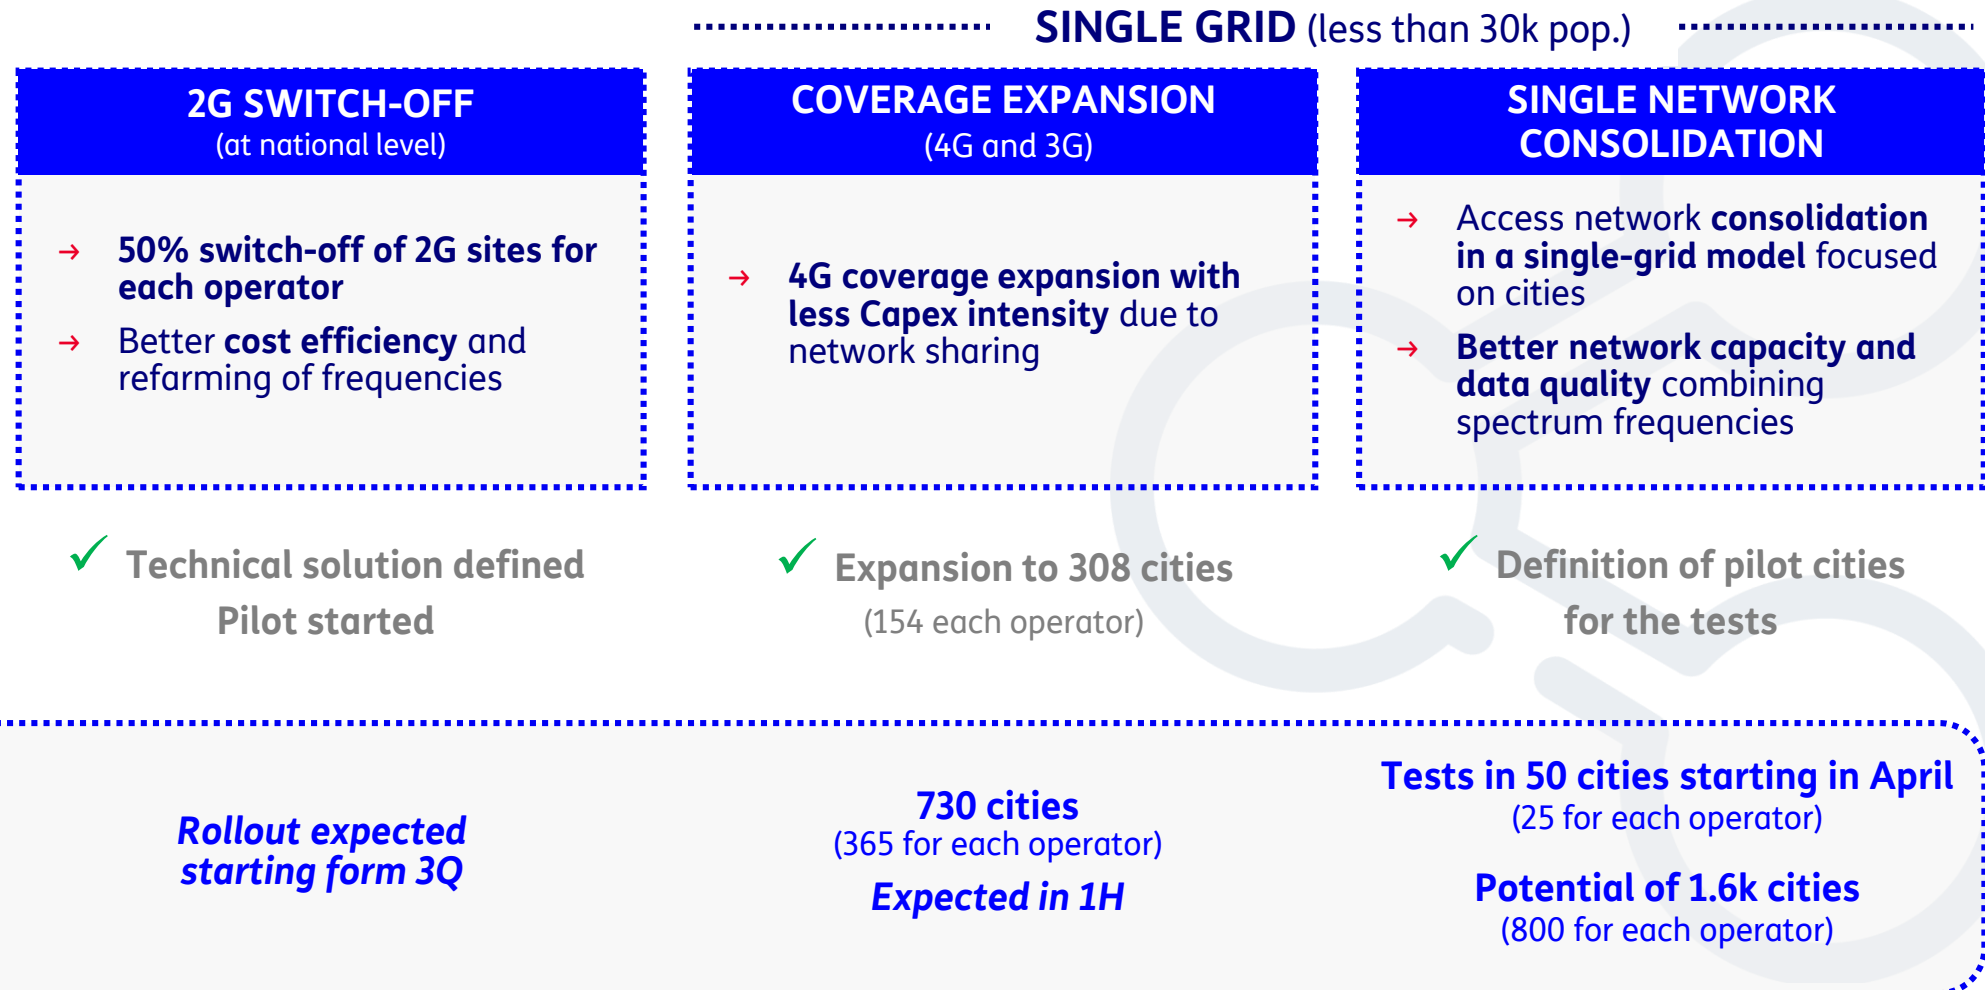 SINGLE GRID (less than 30k pop.)
2G SWITCH-OFF
(at national level)
→ 50% switch-off of 2G sites for
each operator
→ Better cost efficiency and
refarming of frequencies
✓ Technical solution defined
Pilot started
Rollout expected
starting form 3Q
COVERAGE EXPANSION
(4G and 3G)
→ 4G coverage expansion with
less Capex intensity due to
network sharing
✓ Expansion to 308 cities
(154 each operator)
730 cities
(365 for each operator)
Expected in 1H
SINGLE NETWORK
CONSOLIDATION
→ Access network consolidation
in a single-grid model focused
on cities
→ Better network capacity and
data quality combining
spectrum frequencies
✓ Definition of pilot cities
for the tests
Tests in 50 cities starting in April
(25 for each operator)
Potential of 1.6k cities
(800 for each operator)